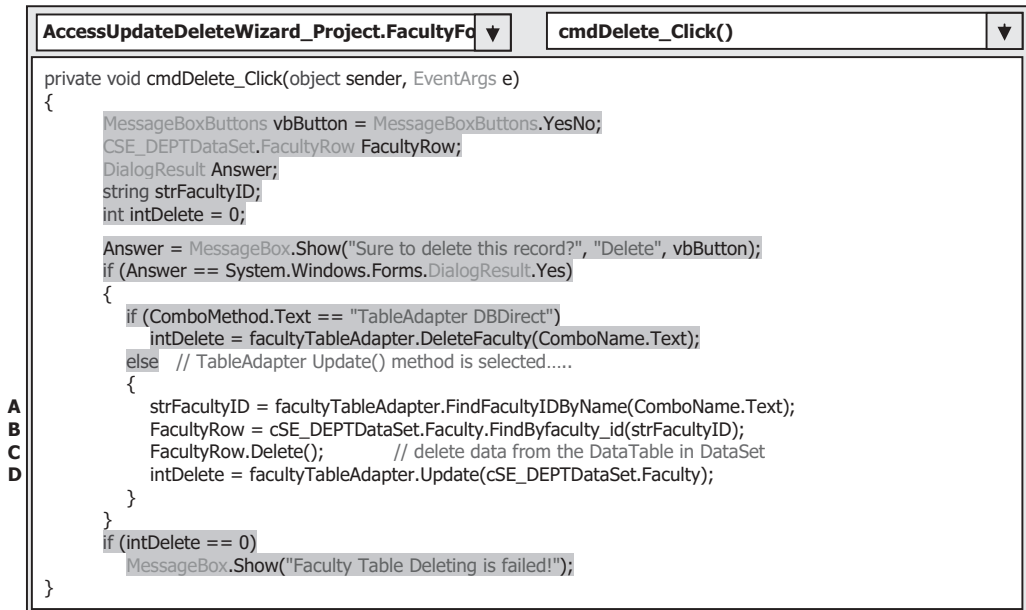 AccessUpdateDeleteWizard_Project.FacultyFo cmdDelete_Click()
private void cmdDelete_Click(object sender, EventArgs e)
{
MessageBoxButtons vbButton = MessageBoxButtons.YesNo;
CSE_DEPTDataSet.FacultyRow FacultyRow;
DialogResult Answer;
string strFacultyID;
int intDelete = 0;
Answer = MessageBox.Show("Sure to delete this record?", "Delete", vbButton);
if (Answer == System.Windows.Forms.DialogResult.Yes)
{
if (ComboMethod.Text == "TableAdapter DBDirect")
intDelete = facultyTableAdapter.DeleteFaculty(ComboName.Text);
else // TableAdapter Update() method is selected.....
{
A strFacultyID = facultyTableAdapter.FindFacultyIDByName(ComboName.Text);
B FacultyRow = cSE_DEPTDataSet.Faculty.FindByfaculty_id(strFacultyID);
C FacultyRow.Delete(); // delete data from the DataTable in DataSet
D intDelete = facultyTableAdapter.Update(cSE_DEPTDataSet.Faculty);
}
}
if (intDelete == 0)
MessageBox.Show("Faculty Table Deleting is failed!");
}